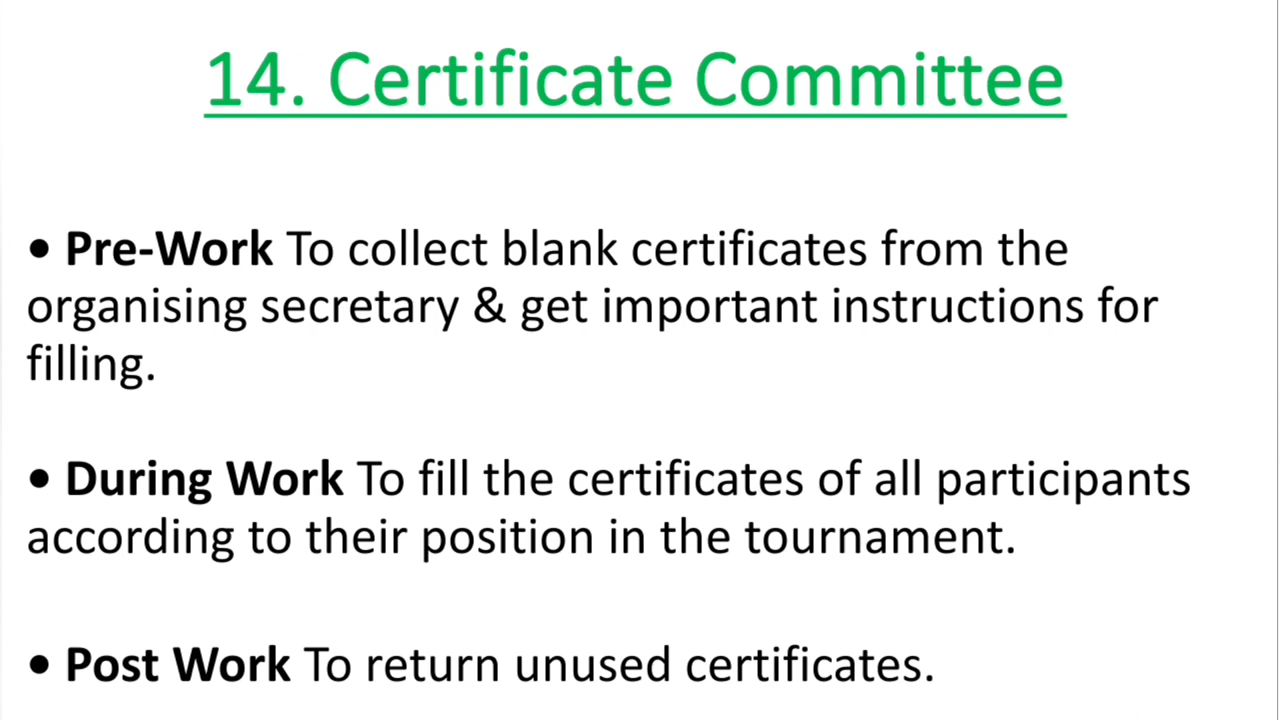 14. Certificate Committee
• Pre-Work To collect blank certificates from the
organising secretary & get important instructions for
filling.
• During Work To fill the certificates of all participants
according to their position in the tournament.
• Post Work To return unused certificates.